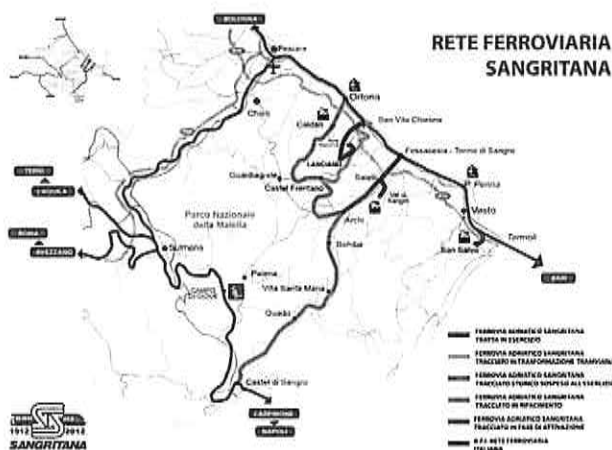 RETE FERROVIARIA
SANGRITANA
BOLOGNA
Pescara
Ortona
Chieti
Caldari
San Vito Chietino
LANCIANO
Fossacesia - Torino di Sangro
Guardiagrele
Castel Frentano
Saletti
Val di
Sangro
P. Penna
TERNI
L'AQUILA
Archi
Vasto
Parco Nazionale
della Maiella
Bomba
ROMA
AVEZZANO
Sulmona
San Salvo
Termoli
BARI
Palena
CAMPO
DI GIOVE
Villa Santa Maria
Quadri
Castel di Sangro
CARPINONE
NAPOLI
FERROVIA ADRIATICO SANGRITANA
TRATTA IN ESERCIZIO
FERROVIA ADRIATICO SANGRITANA
TRACCIATO IN TRASFORMAZIONE TRANVIARIA
FERROVIA ADRIATICO SANGRITANA
TRACCIATO STORICO SOSPESO ALL'ESERCIZIO
FERROVIA ADRIATICO SANGRITANA
TRACCIATO IN RIFACIMENTO
FERROVIA ADRIATICO SANGRITANA
TRACCIATO IN FASE DI ATTIVAZIONE
R.F.I. RETE FERROVIARIA
ITALIANA
1912 2012
SANGRITANA